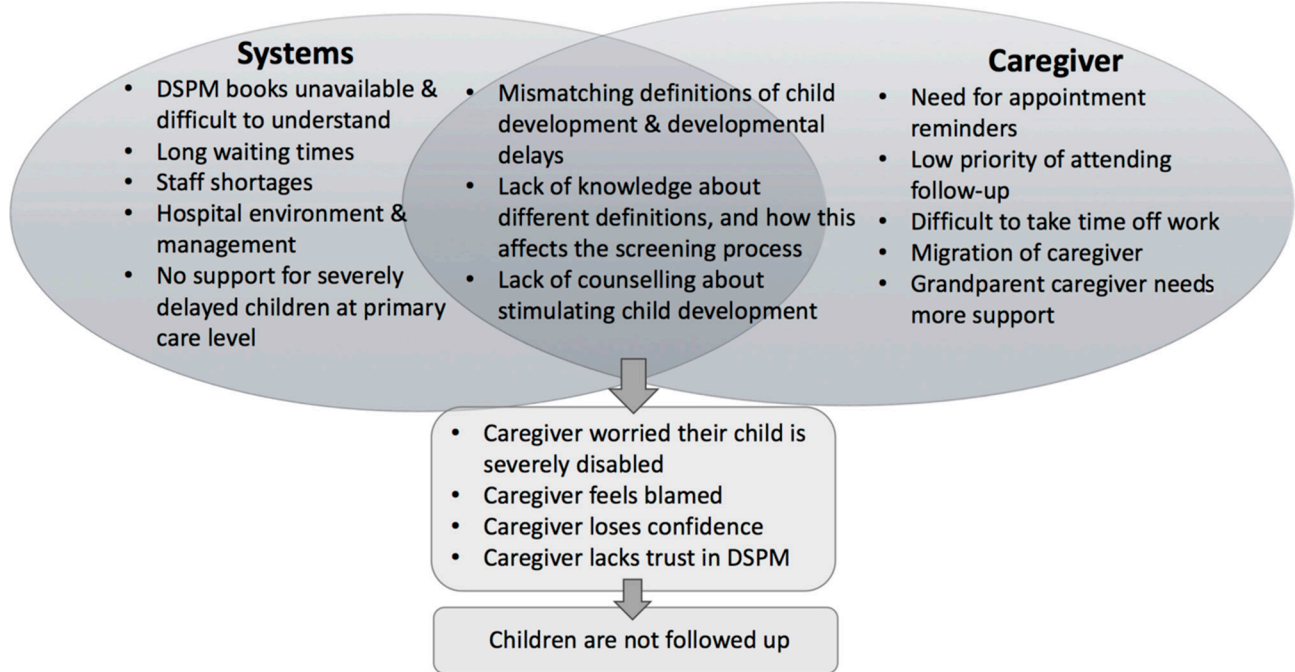 Systems
• DSPM books unavailable &
difficult to understand
• Long waiting times
• Staff shortages
• Hospital environment &
management
• No support for severely
delayed children at primary
care level
• Mismatching definitions of child
development & developmental
delays
• Lack of knowledge about
different definitions, and how this
affects the screening process
• Lack of counselling about
stimulating child development
Caregiver
• Need for appointment
reminders
• Low priority of attending
follow-up
• Difficult to take time off work
• Migration of caregiver
• Grandparent caregiver needs
more support
• Caregiver worried their child is
severely disabled
• Caregiver feels blamed
• Caregiver loses confidence
• Caregiver lacks trust in DSPM
Children are not followed up